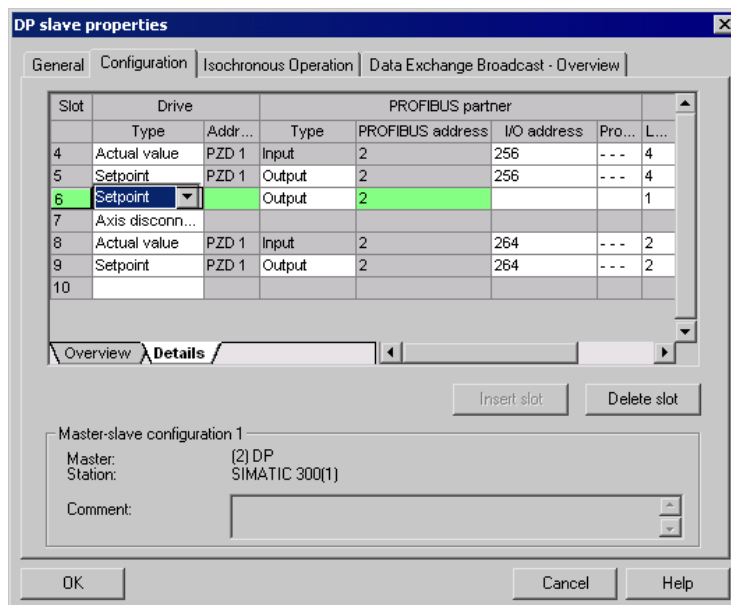 DP slave properties
General Configuration Isochronous Operation Data Exchange Broadcast - Overview
Slot Drive PROFIBUS partner
Type Addr... Type PROFIBUS address I/O address Pro... L...
4 Actual value PZD 1 Input 2 256 - - - 4
5 Setpoint PZD 1 Output 2 256 - - - 4
6 Setpoint Output 2 1
7 Axis disconn...
8 Actual value PZD 1 Input 2 264 - - - 2
9 Setpoint PZD 1 Output 2 264 - - - 2
10
Overview Details
Insert slot Delete slot
Master-slave configuration 1
Master: (2) DP
Station: SIMATIC 300(1)
Comment:
OK Cancel Help